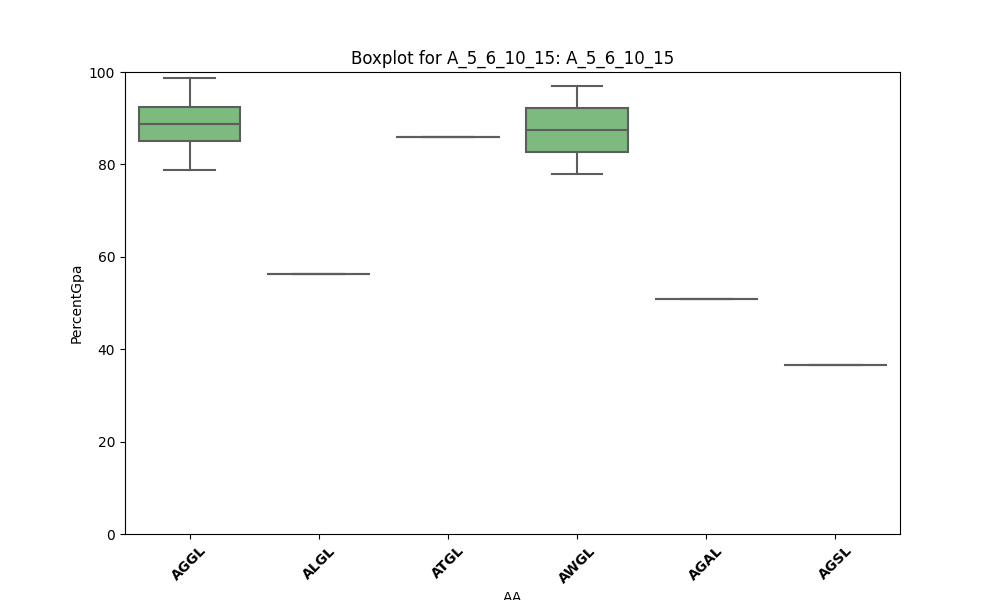 Boxplot for A_5_6_10_15: A_5_6_10_15
100
80
60
40
20
0
PercentGpa
AGGL
ALGL
ATGL
AWGL
AGAL
AGSL
AA